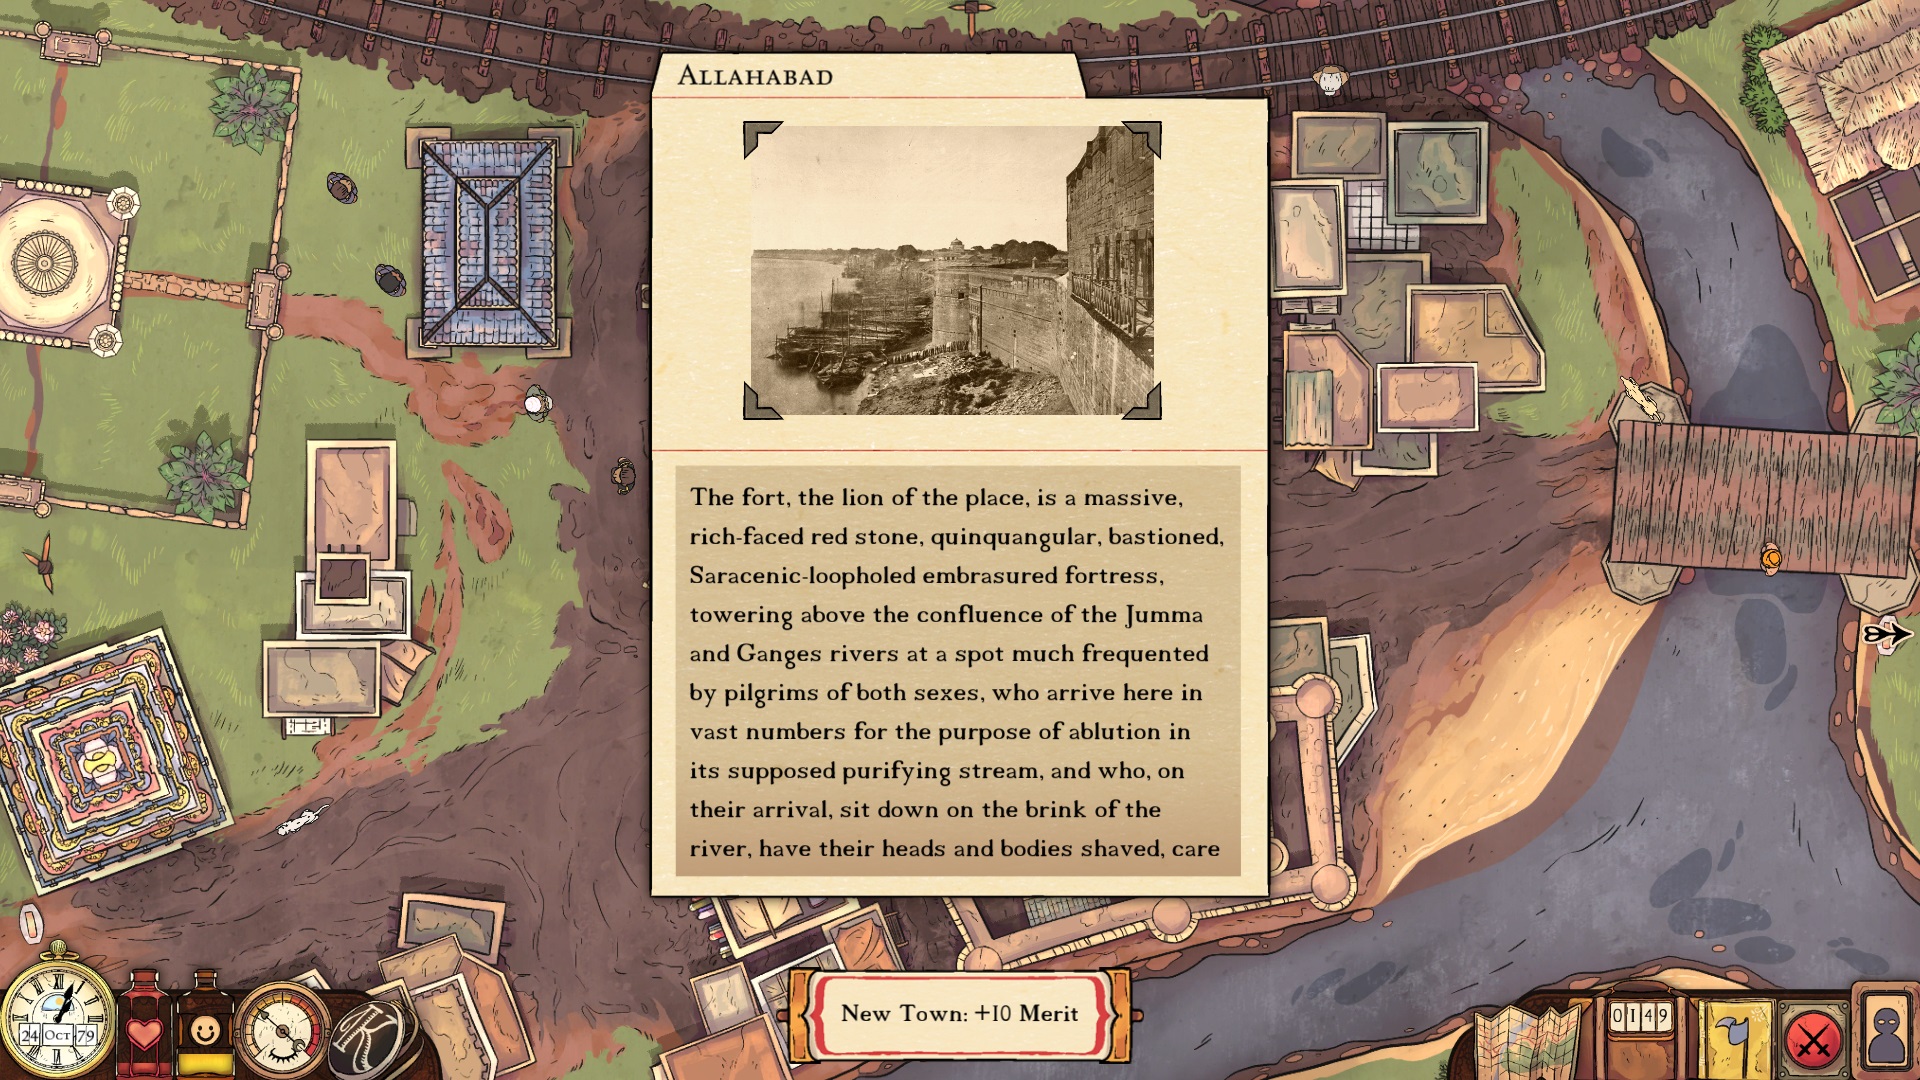 ALLAHABAD
The fort, the lion of the place, is a massive,
rich-faced red stone, quinquangular, bastioned,
Saracenic-loopholed embrasured fortress,
towering above the confluence of the Jumma
and Ganges rivers at a spot much frequented
by pilgrims of both sexes, who arrive here in
vast numbers for the purpose of ablution in
its supposed purifying stream, and who, on
their arrival, sit down on the brink of the
river, have their heads and bodies shaved, care
New Town: +10 Merit
24 Oct 79
0149